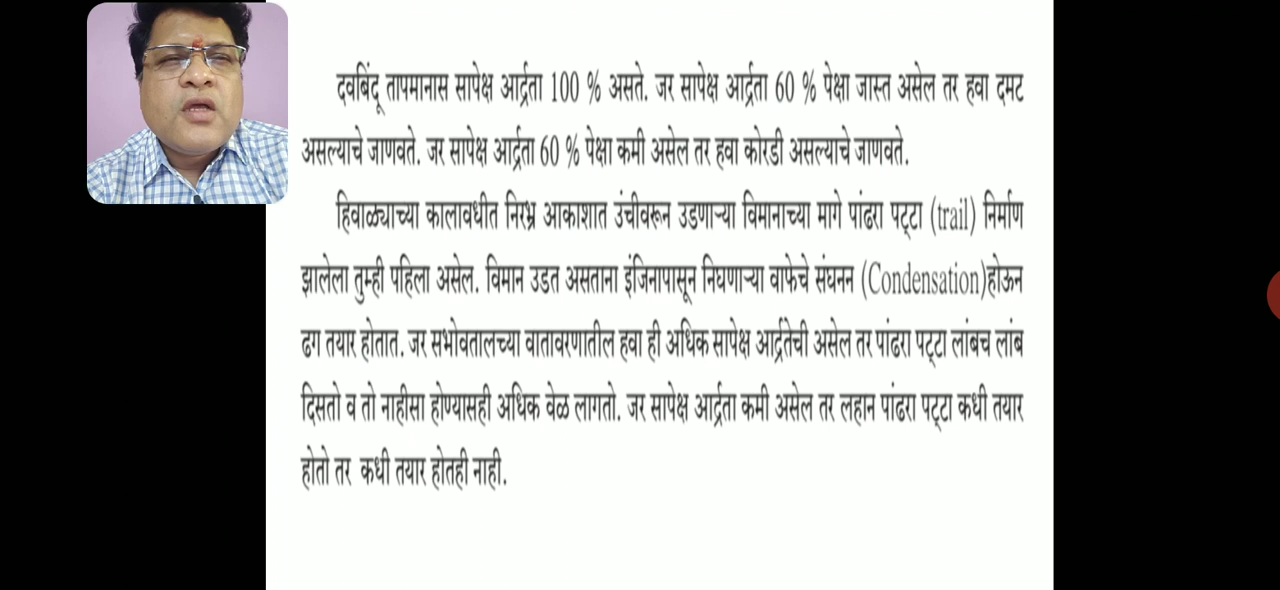 दवबिंदू तापमानास सापेक्ष आर्द्रता 100 % असते. जर सापेक्ष आर्द्रता 60 % पेक्षा जास्त असेल तर हवा दमट
असल्याचे जाणवते. जर सापेक्ष आर्द्रता 60 % पेक्षा कमी असेल तर हवा कोरडी असल्याचे जाणवते.
हिवाळ्याच्या कालावधीत निरभ्र आकाशात उंचीवरून उडणाऱ्या विमानाच्या मागे पांढरा पट्टा (trail) निर्माण
झालेला तुम्ही पहिला असेल. विमान उडत असताना इंजिनापासून निघणाऱ्या वाफेचे संघनन (Condensation)होऊन
ढग तयार होतात. जर सभोवतालच्या वातावरणातील हवा ही अधिक सापेक्ष आर्द्रतेची असेल तर पांढरा पट्टा लांबच लांब
दिसतो व तो नाहीसा होण्यासही अधिक वेळ लागतो. जर सापेक्ष आर्द्रता कमी असेल तर लहान पांढरा पट्टा कधी तयार
होतो तर कधी तयार होतही नाही.